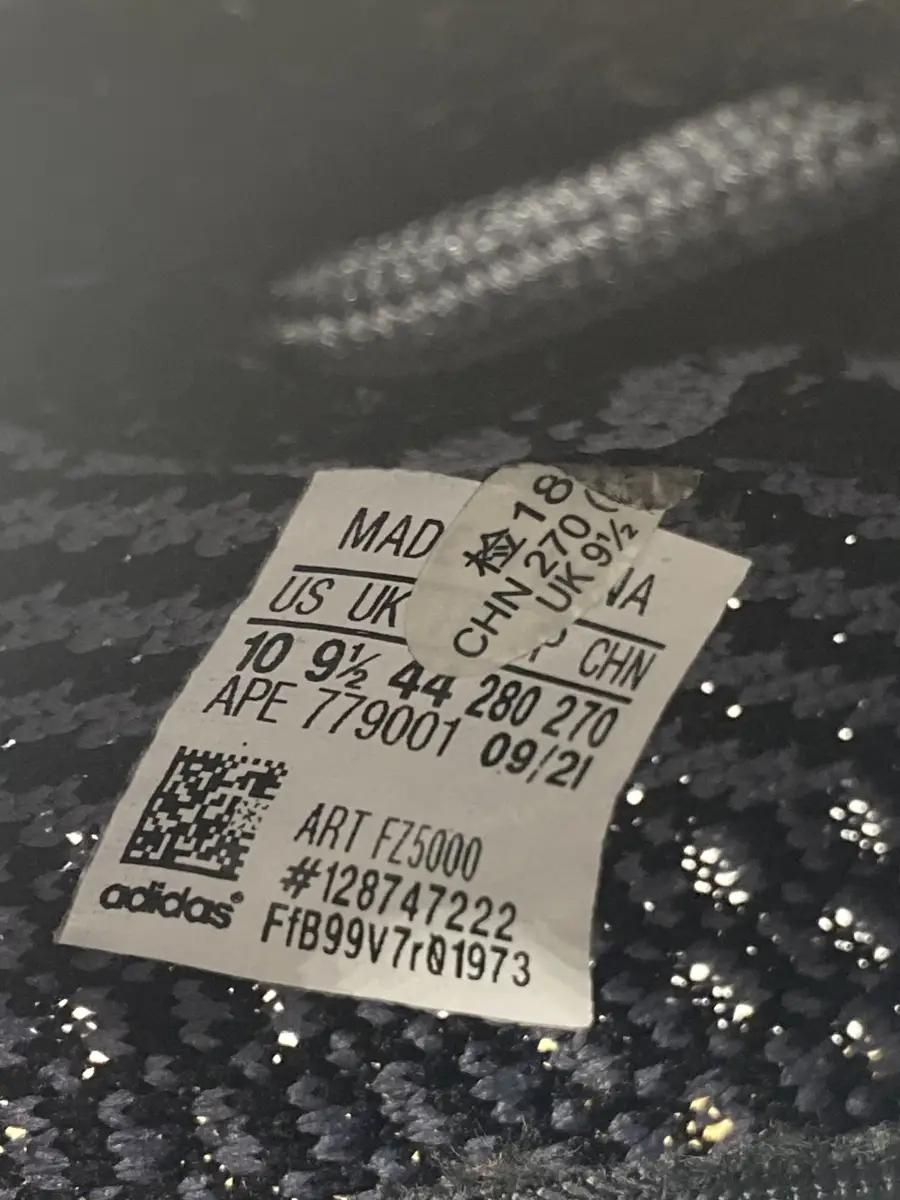 MAD
NA
检18
CHN 270 (
UK 9½
US UK
P CHN
10 9½ 44 280 270
APE 779001 09/21
ART FZ5000
#128747222
FfB99V7r01973
adidas®